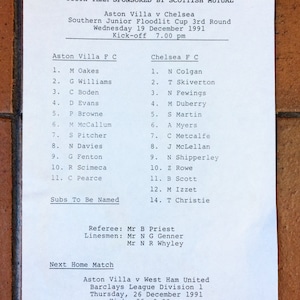 SPONSORED BY SCOTTISH MUTUAL
Aston Villa v Chelsea
Southern Junior Floodlit Cup 3rd Round
Wednesday 19 December 1991
Kick-off 7.00 pm
Aston Villa F C Chelsea F C
1. M Oakes 1. N Colgan
2. G Williams 2. T Skiverton
3. C Boden 3. N Fewings
4. D Evans 4. M Duberry
5. P Browne 5. S Martin
6. M McCallum 6. A Myers
7. S Pitcher 7. C Metcalfe
8. N Davies 8. J McLellan
9. G Fenton 9. N Shipperley
10. R Scimeca 10. Z Rowe
11. C Pearce 11. B Scott
12. M Izzet
Subs To Be Named 14. T Christie
Referee: Mr B Priest
Linesmen: Mr N G Genner
Mr N R Whyley
Next Home Match
Aston Villa v West Ham United
Barclays League Division 1
Thursday, 26 December 1991